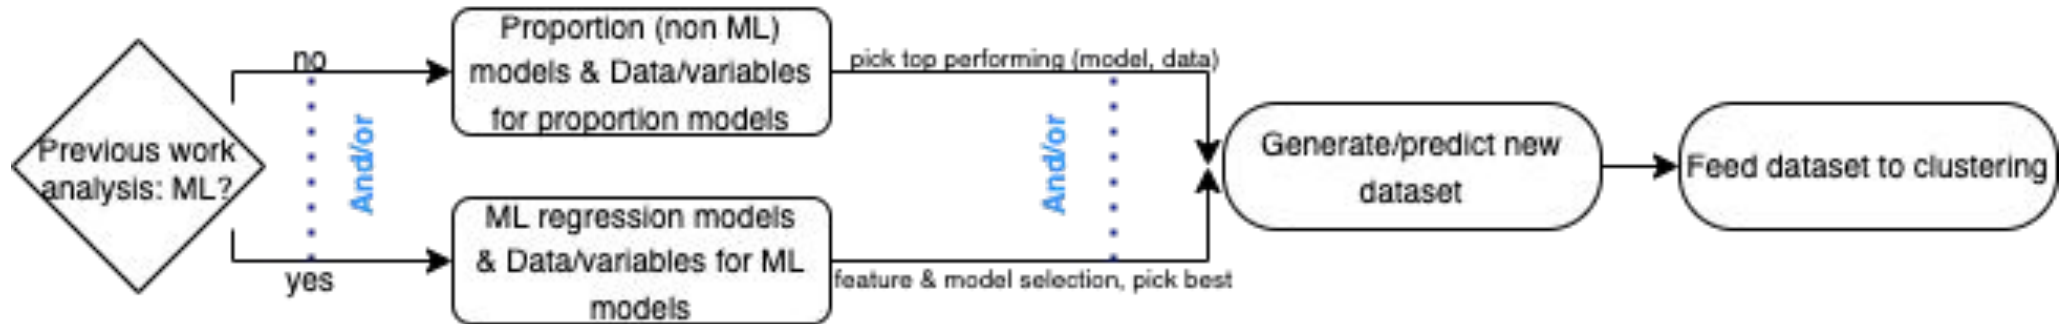 Previous work
analysis: ML?
no
yes
And/or
Proportion (non ML)
models & Data/variables
for proportion models
ML regression models
& Data/variables for ML
models
pick top performing (model, data)
feature & model selection, pick best
And/or
Generate/predict new
dataset
Feed dataset to clustering